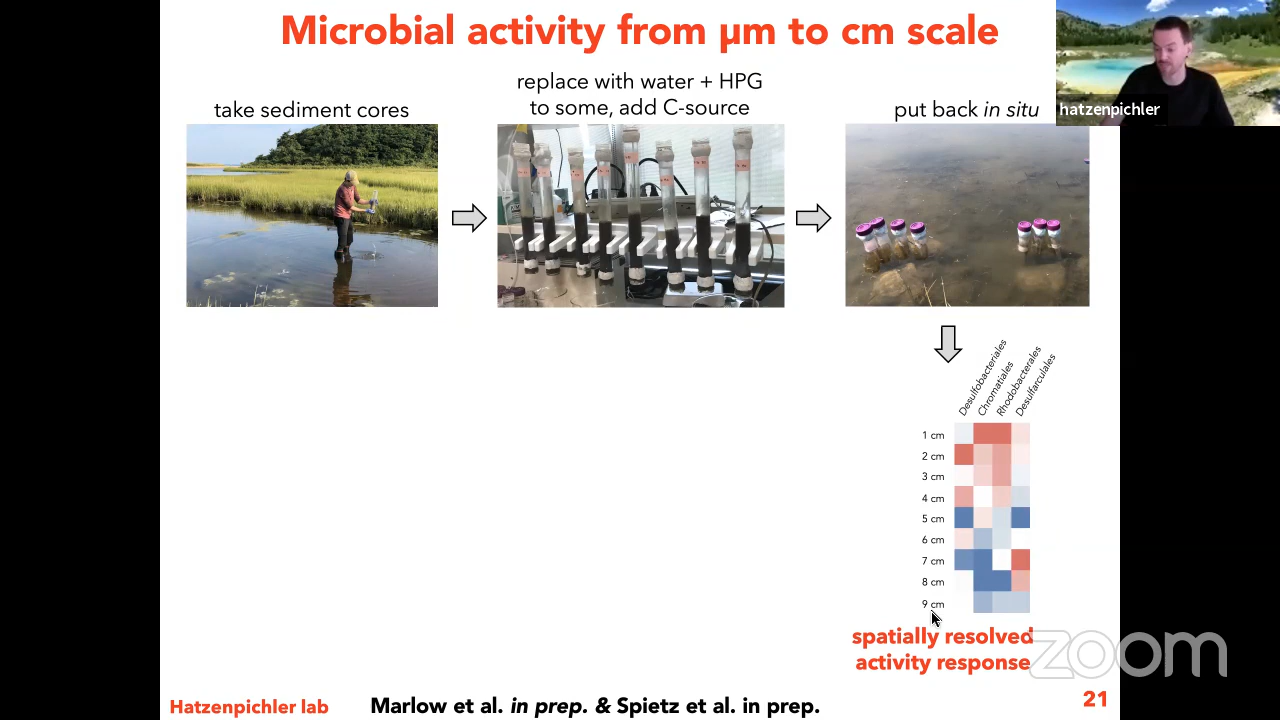 Microbial activity from µm to cm scale
hatzenpichler
take sediment cores
replace with water + HPG
to some, add C-source
put back in situ
Desulfobacteriales
Chromatiales
Rhodobacterales
Desulfarculales
1 cm
2 cm
3 cm
4 cm
5 cm
6 cm
7 cm
8 cm
9 cm
spatially resolved
activity response
zoom
Hatzenpichler lab
Marlow et al. in prep. & Spietz et al. in prep.
21